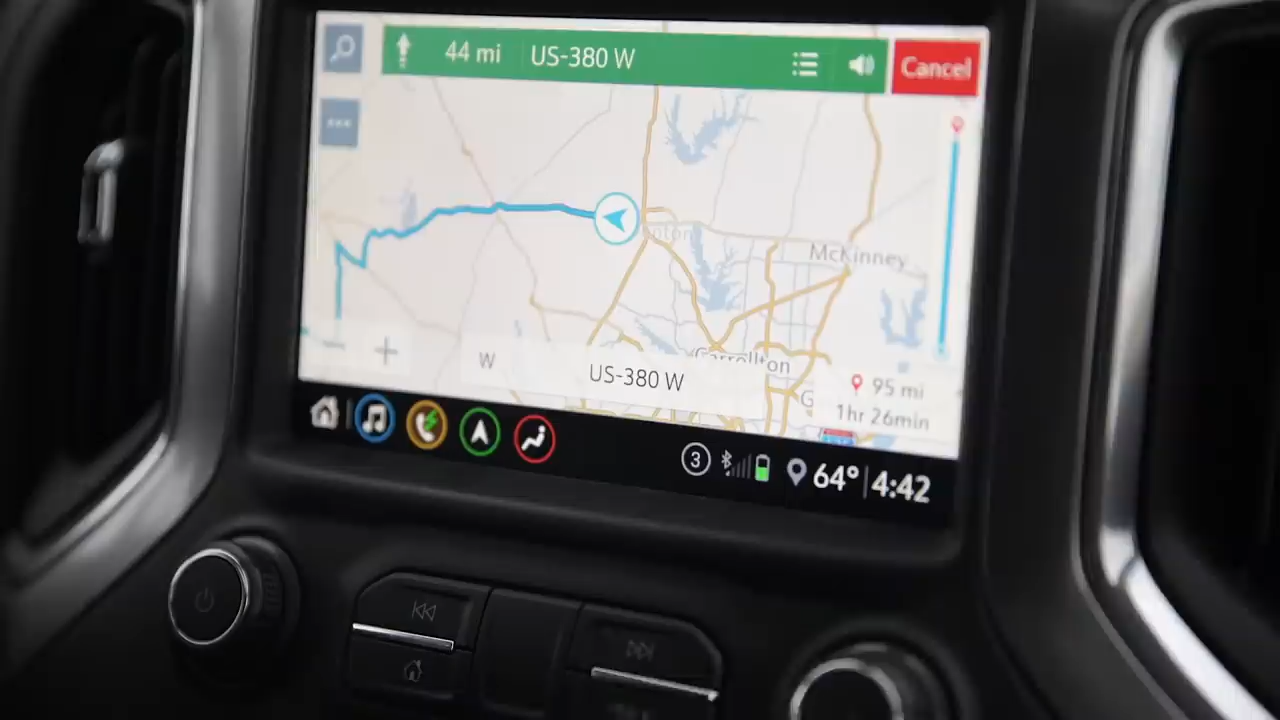 44 mi US-380 W
Cancel
McKinney
Carrollton
W
US-380 W
95 mi
1hr 26min
3
64° 4:42